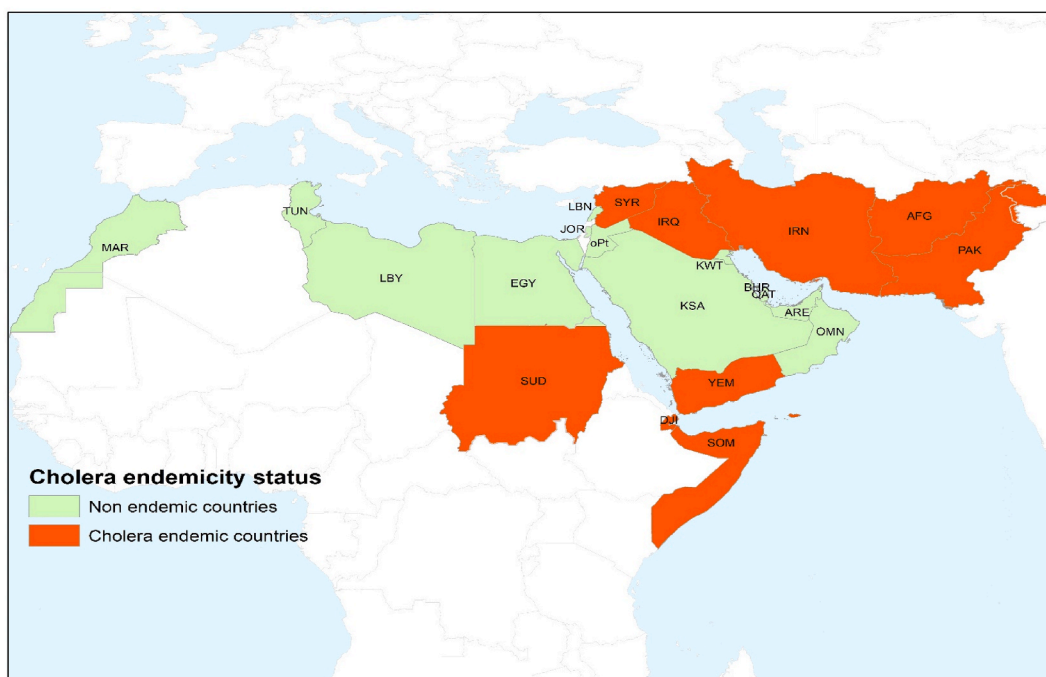 TUN
MAR
LBY
EGY
LBN
SYR
JOR
oPt
IRQ
IRN
AFG
PAK
KWT
BHR
QAT
KSA
ARE
OMN
SUD
YEM
DJI
SOM
Cholera endemicity status
Non endemic countries
Cholera endemic countries